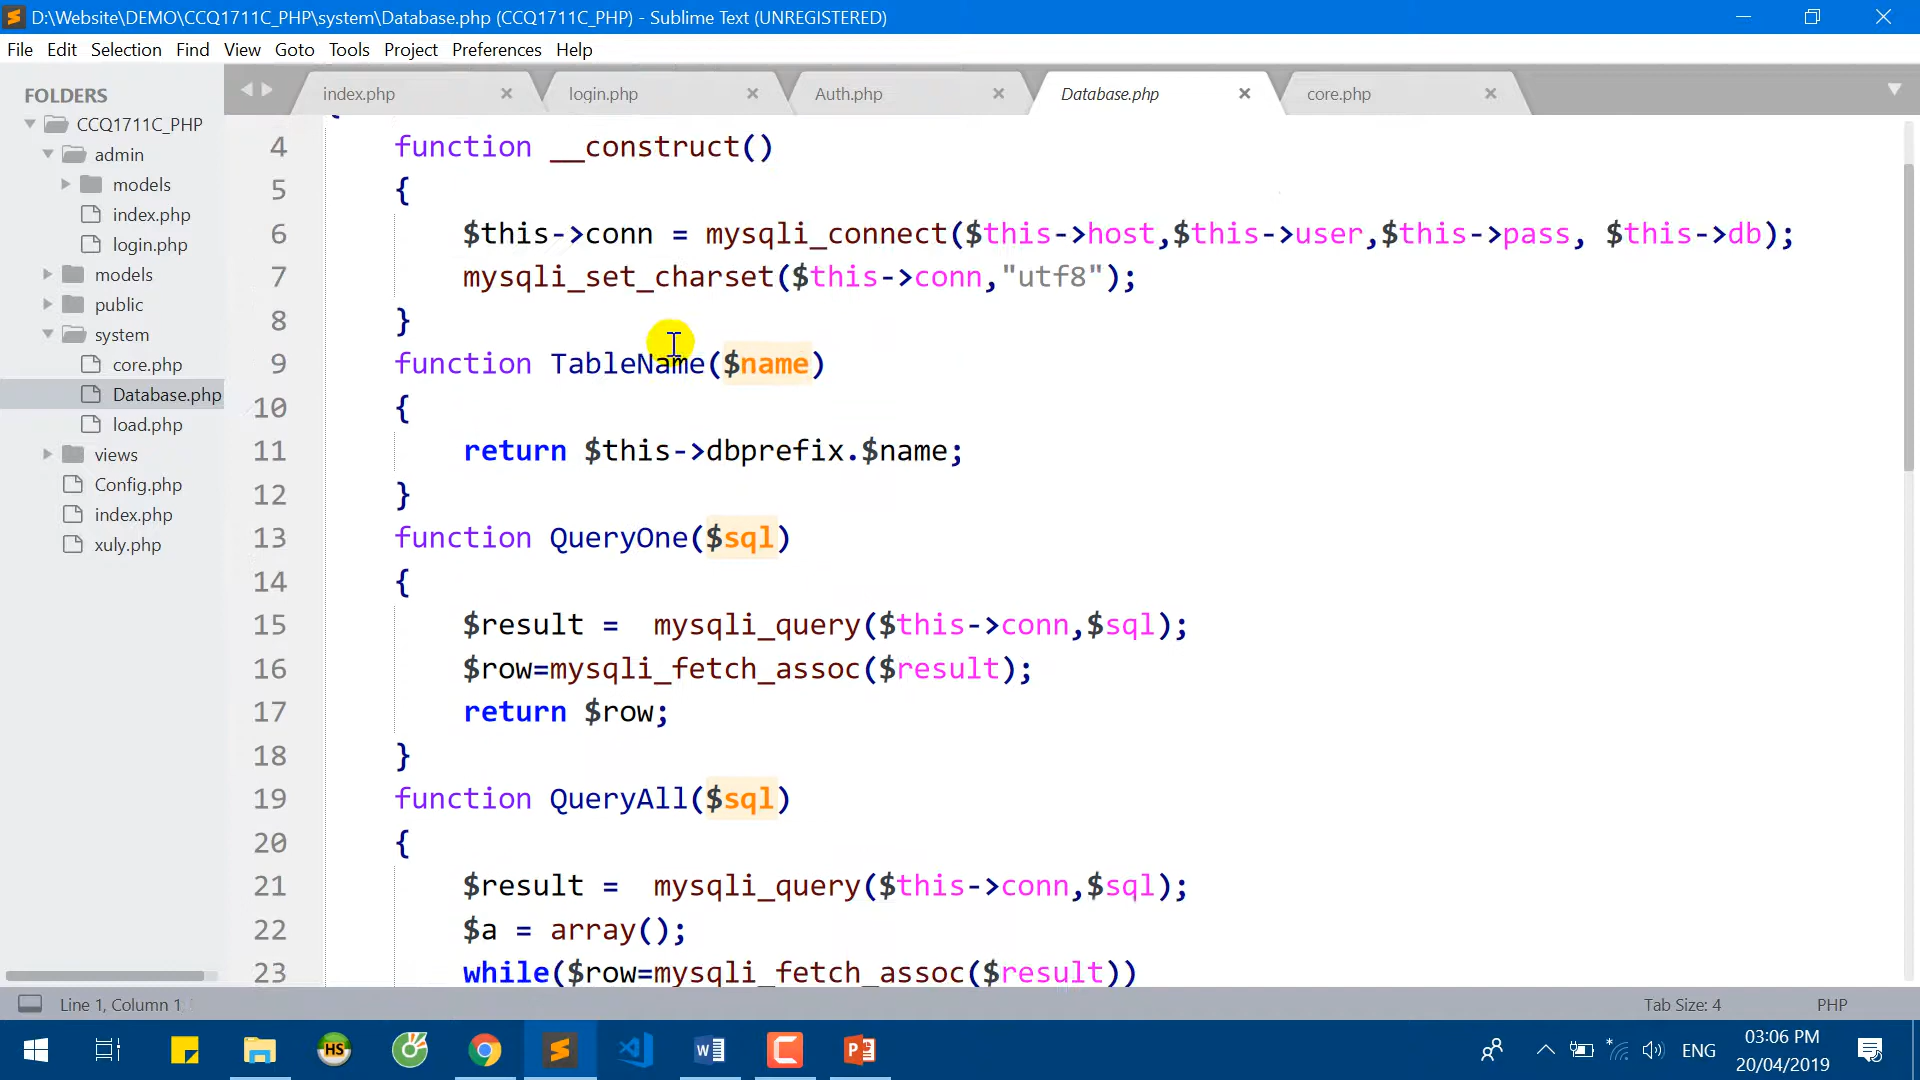 D:\Website\DEMO\CCQ1711C_PHP\system\Database.php (CCQ1711C_PHP) - Sublime Text (UNREGISTERED)
File Edit Selection Find View Goto Tools Project Preferences Help
FOLDERS
CCQ1711C_PHP
admin
models
index.php
login.php
models
public
system
core.php
Database.php
load.php
views
Config.php
index.php
xuly.php
index.php login.php Auth.php Database.php core.php
4 function __construct()
5 {
6 $this->conn = mysqli_connect($this->host,$this->user,$this->pass, $this->db);
7 mysqli_set_charset($this->conn,"utf8");
8 }
9 function TableName($name)
10 {
11 return $this->dbprefix.$name;
12 }
13 function QueryOne($sql)
14 {
15 $result =  mysqli_query($this->conn,$sql);
16 $row=mysqli_fetch_assoc($result);
17 return $row;
18 }
19 function QueryAll($sql)
20 {
21 $result =  mysqli_query($this->conn,$sql);
22 $a = array();
23 while($row=mysqli_fetch_assoc($result))
Line 1, Column 1 Tab Size: 4 PHP
HS
ENG
03:06 PM
20/04/2019